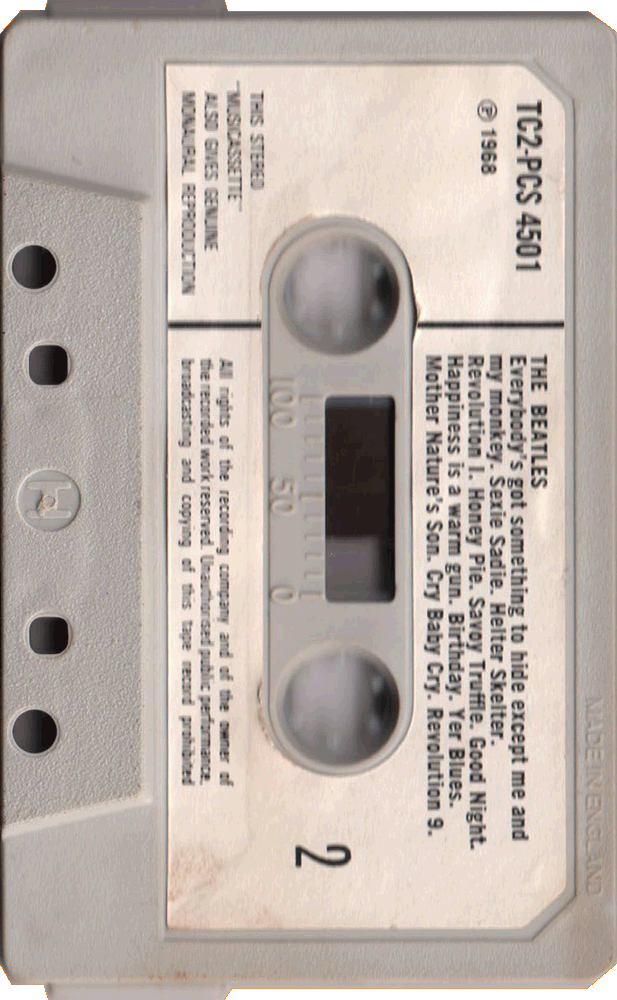 TC2-PCS 4501
℗ 1968
THE BEATLES
Everybody's got something to hide except me and
my monkey. Sexie Sadie. Helter Skelter.
Revolution 1. Honey Pie. Savoy Truffle. Good Night.
Happiness is a warm gun. Birthday. Yer Blues.
Mother Nature's Son. Cry Baby Cry. Revolution 9.
2
100 50 0
THIS STEREO
"MUSICASSETTE"
ALSO GIVES GENUINE
MONAURAL REPRODUCTION
All rights of the recording company and of the owner of
the recorded work reserved. Unauthorised public performance,
broadcasting and copying of this tape record prohibited
MADE IN ENGLAND